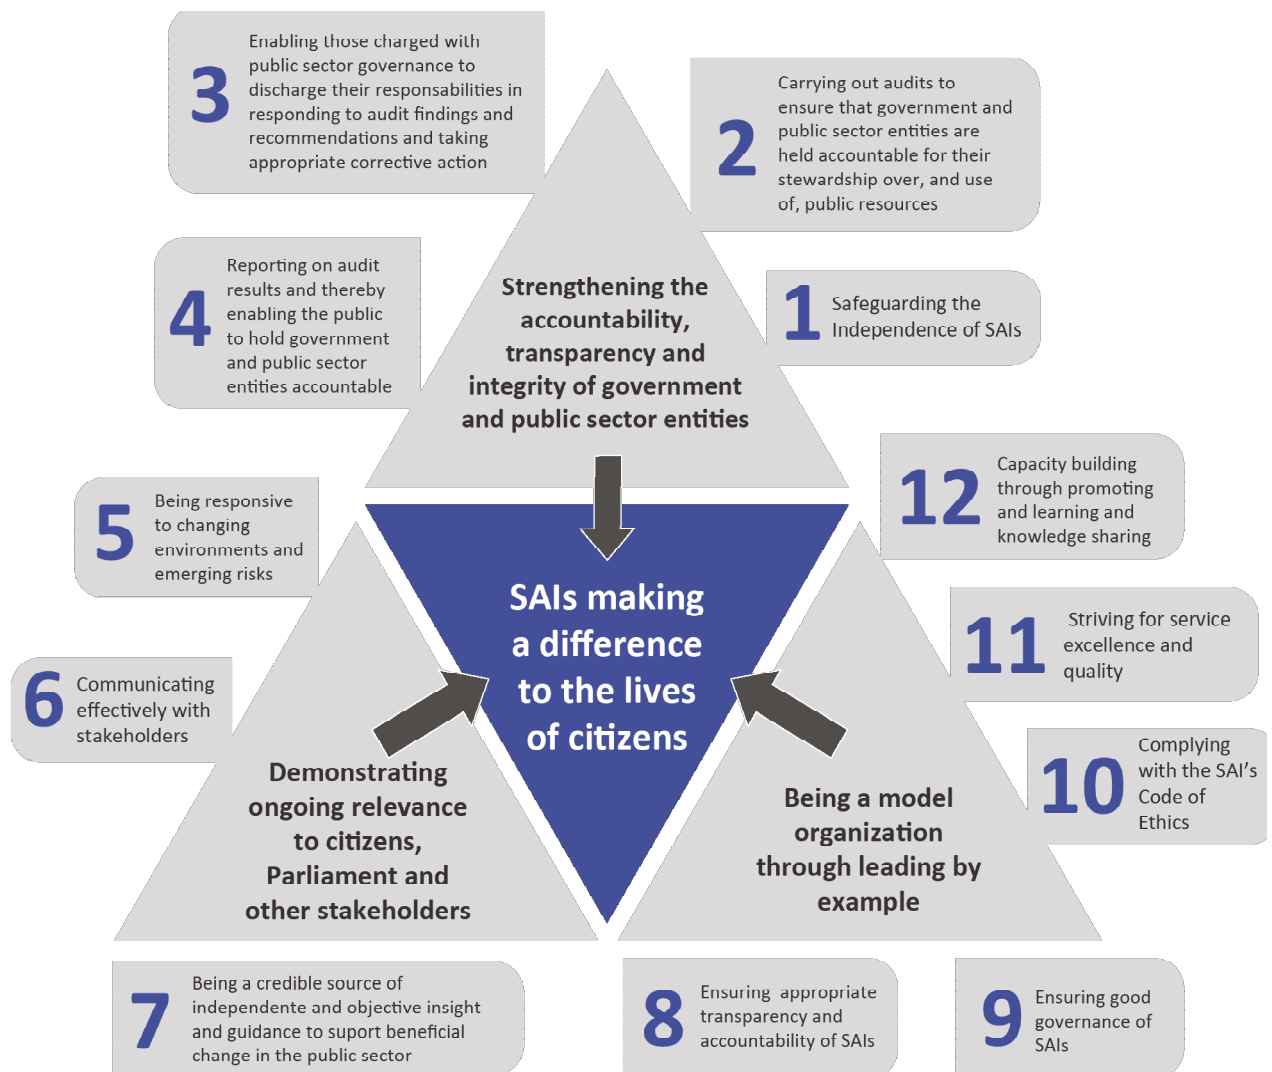 3
Enabling those charged with
public sector governance to
discharge their responsabilities in
responding to audit findings and
recommendations and taking
appropriate corrective action
2
Carrying out audits to
ensure that government and
public sector entities are
held accountable for their
stewardship over, and use
of, public resources
4
Reporting on audit
results and thereby
enabling the public
to hold government
and public sector
entities accountable
Strengthening the
accountability,
transparency and
integrity of government
and public sector entities
1
Safeguarding the
Independence of SAIs
12
Capacity building
through promoting
and learning and
knowledge sharing
5
Being responsive
to changing
environments and
emerging risks
SAIs making
a difference
to the lives
of citizens
11
Striving for service
excellence and
quality
6
Communicating
effectively with
stakeholders
10
Complying
with the SAI's
Code of
Ethics
Demonstrating
ongoing relevance
to citizens,
Parliament and
other stakeholders
Being a model
organization
through leading by
example
7
Being a credible source of
independente and objective insight
and guidance to suport beneficial
change in the public sector
8
Ensuring appropriate
transparency and
accountability of SAIs
9
Ensuring good
governance of
SAIs